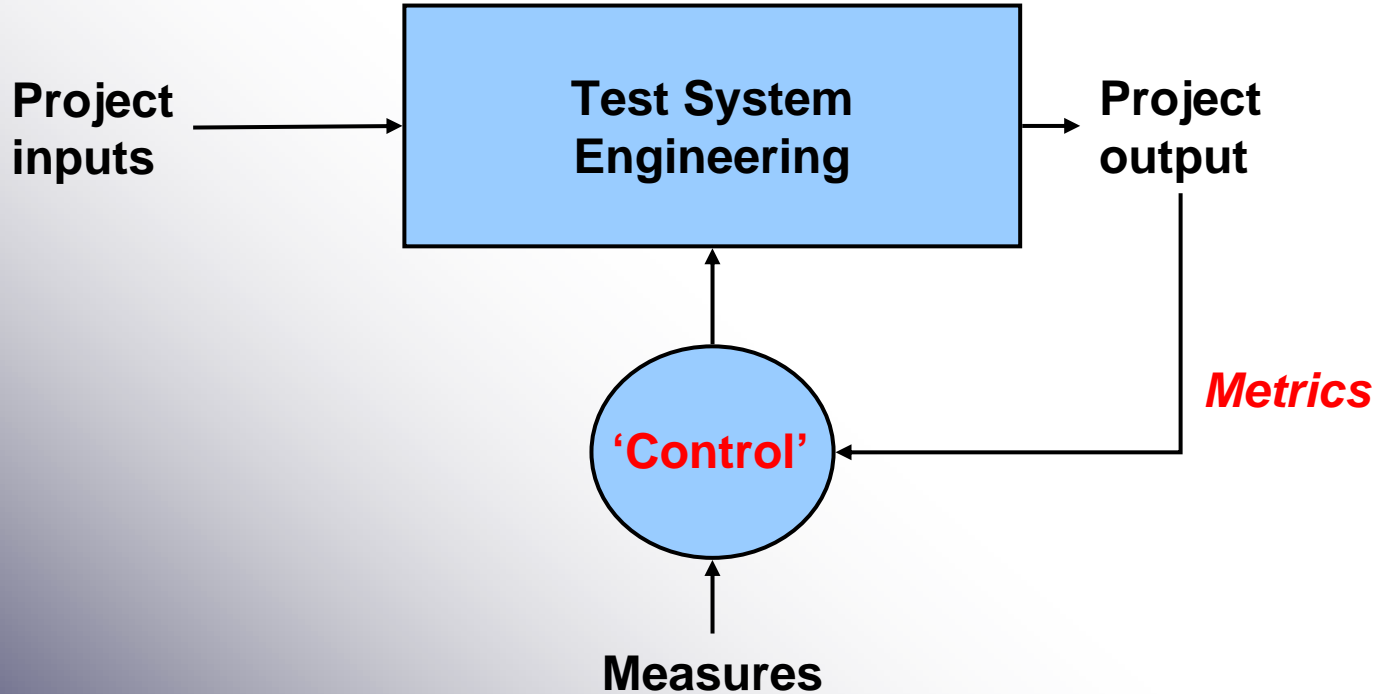 Project
inputs
Test System
Engineering
Project
output
Metrics
‘Control’
Measures